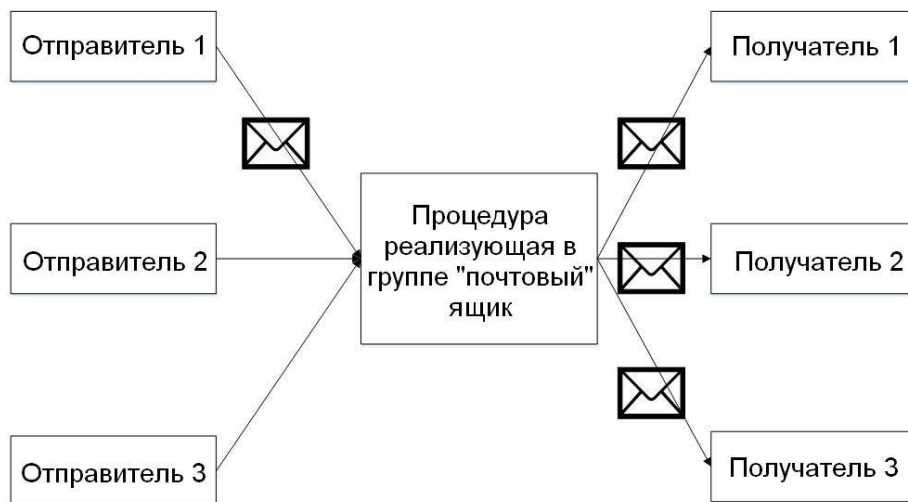 Отправитель 1
Получатель 1
Процедура
реализующая в
группе "почтовый"
ящик
Отправитель 2
Получатель 2
Отправитель 3
Получатель 3